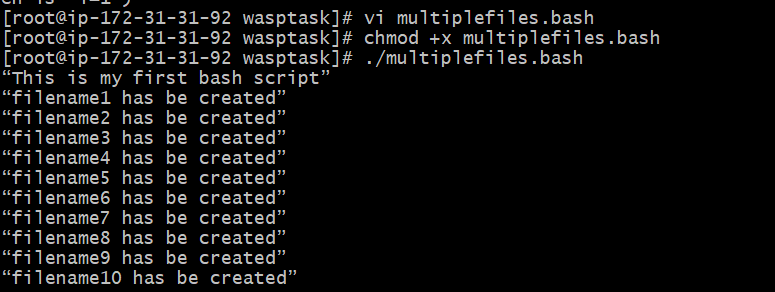 [root@ip-172-31-31-92 wasptask]# vi multiplefiles.bash
[root@ip-172-31-31-92 wasptask]# chmod +x multiplefiles.bash
[root@ip-172-31-31-92 wasptask]# ./multiplefiles.bash
“This is my first bash script”
“filename1 has be created”
“filename2 has be created”
“filename3 has be created”
“filename4 has be created”
“filename5 has be created”
“filename6 has be created”
“filename7 has be created”
“filename8 has be created”
“filename9 has be created”
“filename10 has be created”